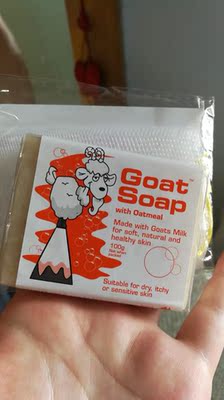 Goat
Soap
with Oatmeal
Made with Goats Milk
for soft, natural and
healthy skin
100g
Suitable for dry, itchy
or sensitive skin